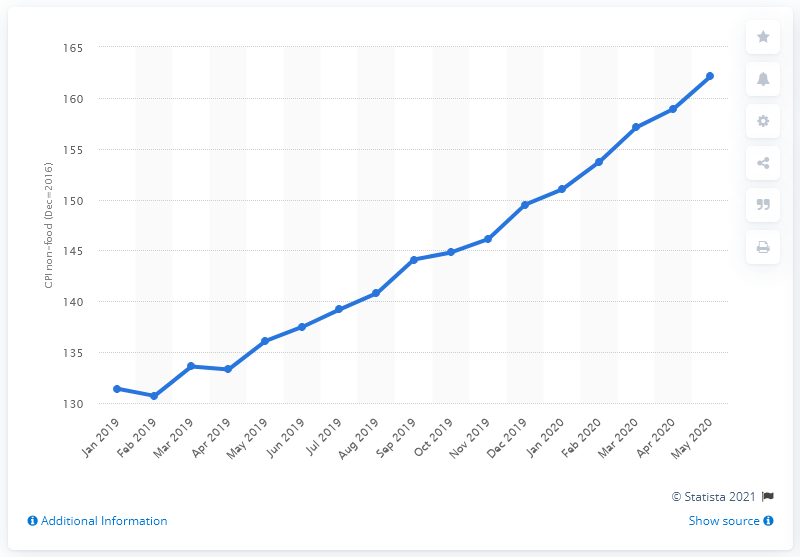 165
160
155
150
145
140
135
130
CPI non-food (Dec=2016)
Jan 2019
Feb 2019
Mar 2019
Apr 2019
May 2019
Jun 2019
Jul 2019
Aug 2019
Sep 2019
Oct 2019
Nov 2019
Dec 2019
Jan 2020
Feb 2020
Mar 2020
Apr 2020
May 2020
© Statista 2021
Additional Information
Show source